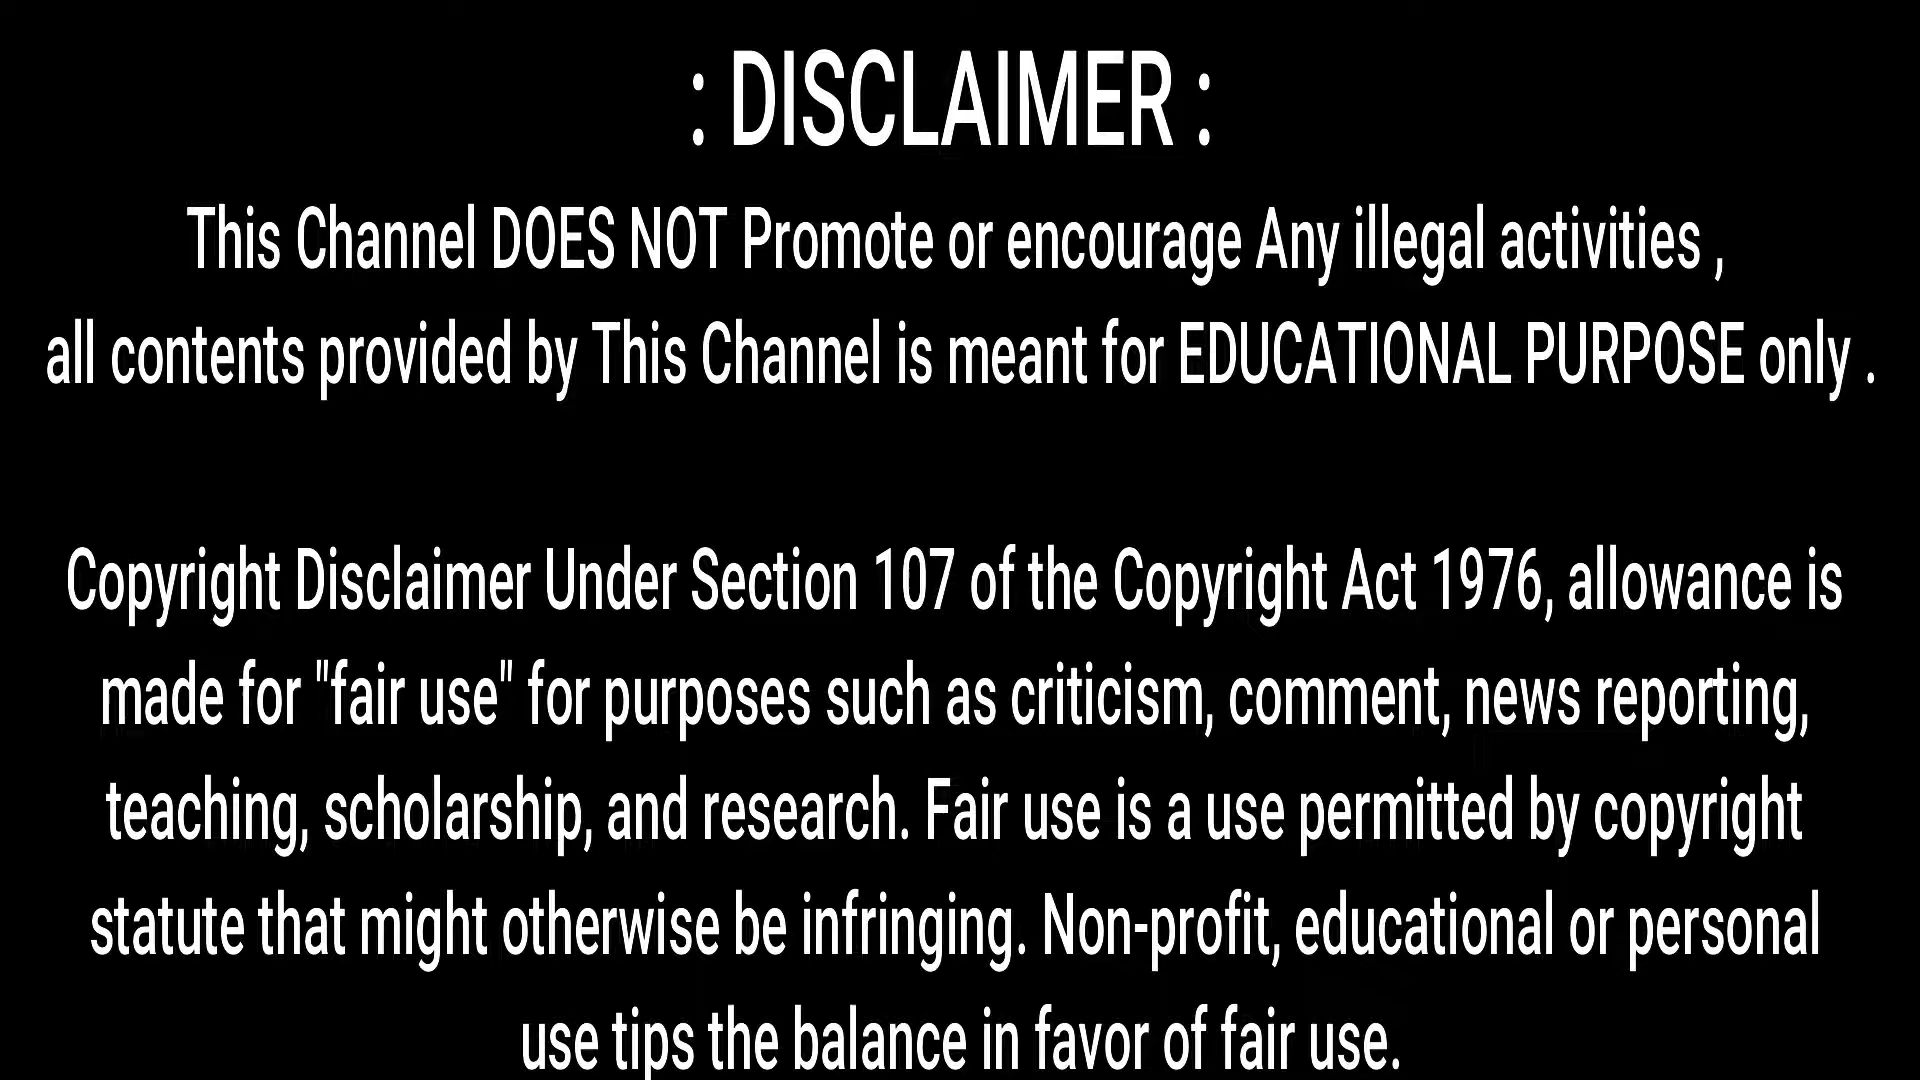 : DISCLAIMER :
This Channel DOES NOT Promote or encourage Any illegal activities ,
all contents provided by This Channel is meant for EDUCATIONAL PURPOSE only .
Copyright Disclaimer Under Section 107 of the Copyright Act 1976, allowance is
made for "fair use" for purposes such as criticism, comment, news reporting,
teaching, scholarship, and research. Fair use is a use permitted by copyright
statute that might otherwise be infringing. Non-profit, educational or personal
use tips the balance in favor of fair use.